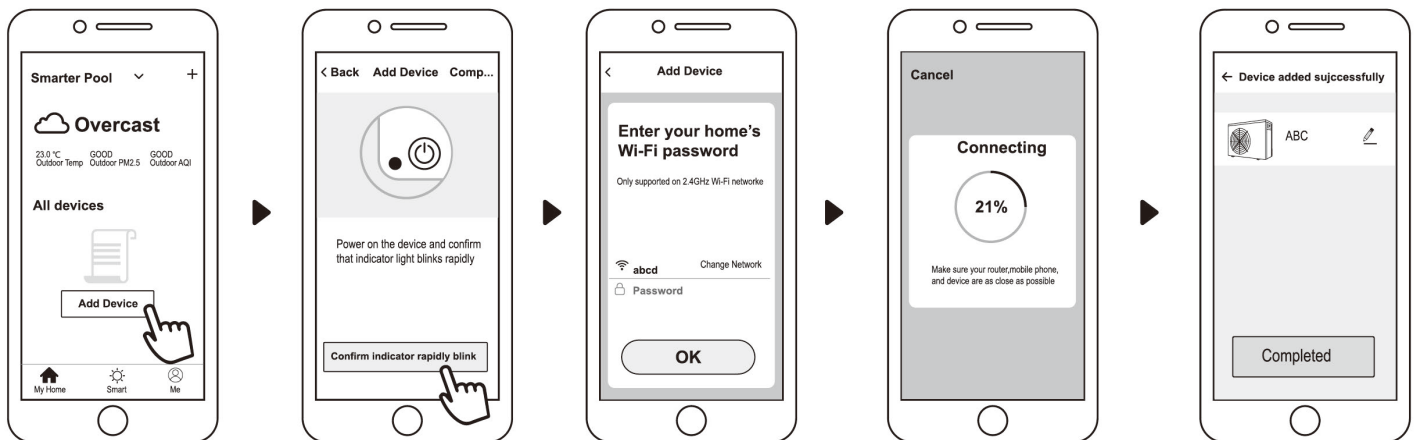 Smarter Pool
+
Overcast
23.0 ℃ GOOD GOOD
Outdoor Temp Outdoor PM2.5 Outdoor AQI
All devices
Add Device
My Home Smart Me
< Back Add Device Comp...
Power on the device and confirm
that indicator light blinks rapidly
Confirm indicator rapidly blink
< Add Device
Enter your home's
Wi-Fi password
Only supported on 2.4GHz Wi-Fi networke
abcd Change Network
Password
OK
Cancel
Connecting
21%
Make sure your router,mobile phone,
and device are as close as possible
← Device added sujccessfully
ABC
Completed